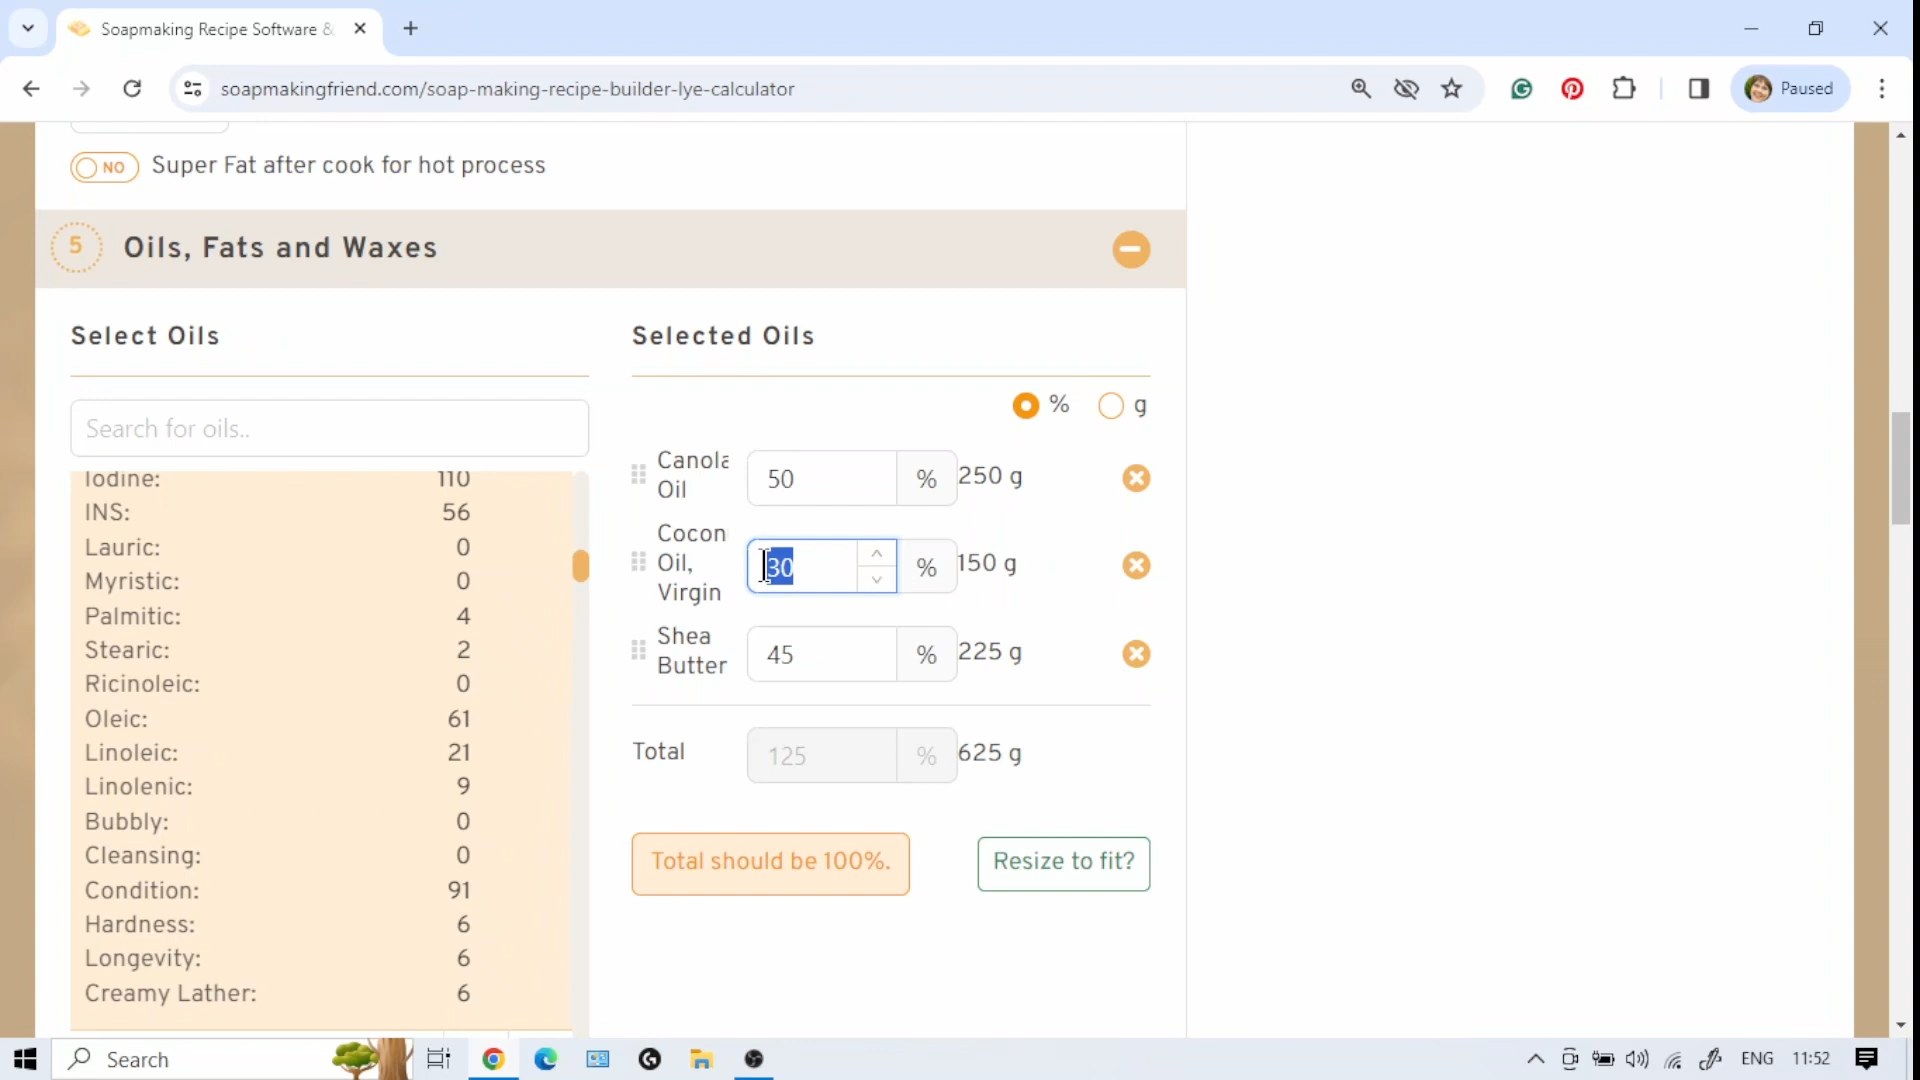 Soapmaking Recipe Software &
soapmakingfriend.com/soap-making-recipe-builder-lye-calculator
Paused
NO Super Fat after cook for hot process
5 Oils, Fats and Waxes
Select Oils
Search for oils..
Iodine: 110
INS: 56
Lauric: 0
Myristic: 0
Palmitic: 4
Stearic: 2
Ricinoleic: 0
Oleic: 61
Linoleic: 21
Linolenic: 9
Bubbly: 0
Cleansing: 0
Condition: 91
Hardness: 6
Longevity: 6
Creamy Lather: 6
Selected Oils
% g
Canola
Oil
50 % 250 g
Cocon
Oil,
Virgin
30 % 150 g
Shea
Butter
45 % 225 g
Total 125 % 625 g
Total should be 100%. Resize to fit?
Search
ENG 11:52